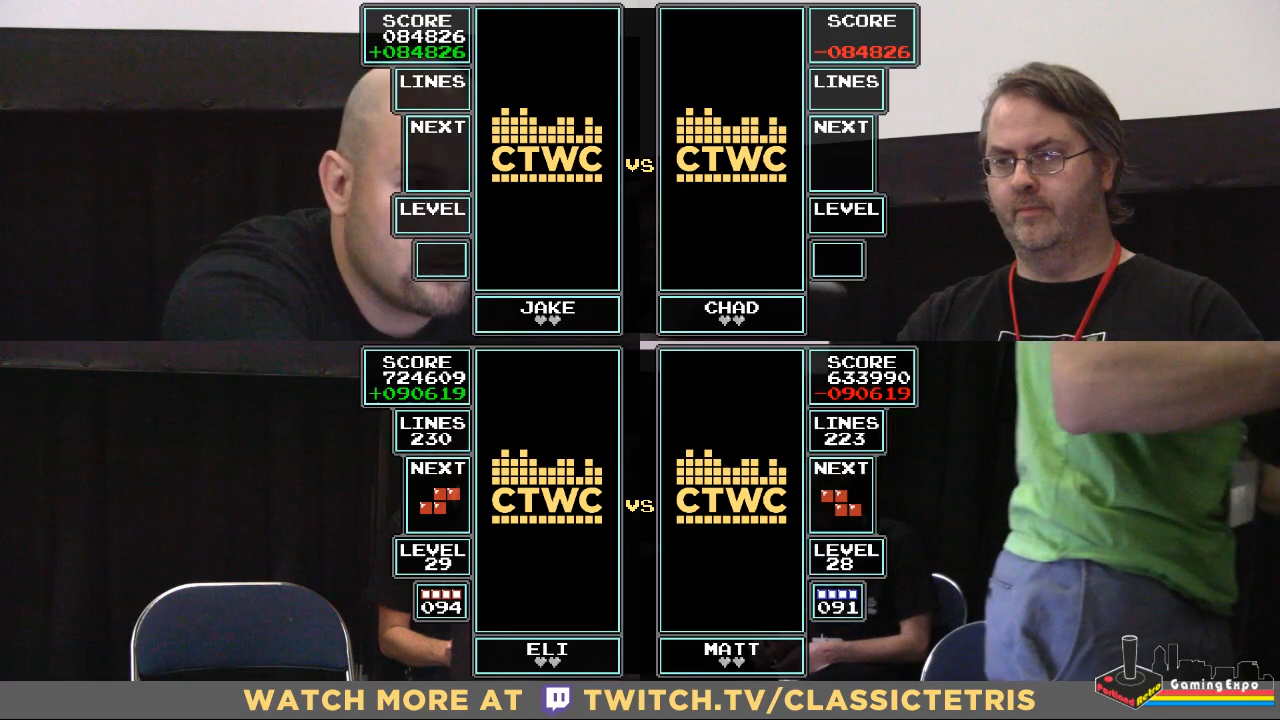 SCORE
084826
+084826
LINES
NEXT
LEVEL
JAKE
CTWC
VS
CTWC
SCORE
-084826
LINES
NEXT
LEVEL
CHAD
SCORE
724609
+090619
LINES
230
NEXT
LEVEL
29
094
ELI
CTWC
VS
CTWC
SCORE
633990
-090619
LINES
223
NEXT
LEVEL
28
091
MATT
WATCH MORE AT TWITCH.TV/CLASSICTETRIS
Portland Retro
Gaming Expo